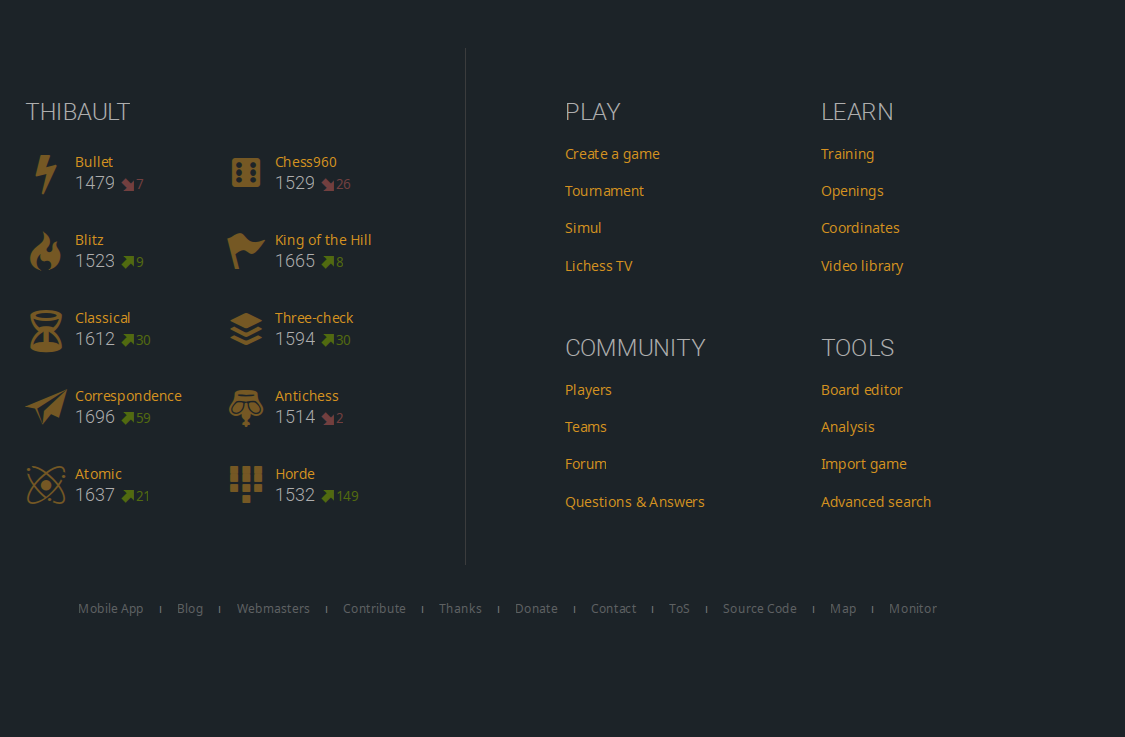 THIBAULT
Bullet
1479 7
Chess960
1529 26
Blitz
1523 9
King of the Hill
1665 8
Classical
1612 30
Three-check
1594 30
Correspondence
1696 59
Antichess
1514 2
Atomic
1637 21
Horde
1532 149
PLAY
Create a game
Tournament
Simul
Lichess TV
LEARN
Training
Openings
Coordinates
Video library
COMMUNITY
Players
Teams
Forum
Questions & Answers
TOOLS
Board editor
Analysis
Import game
Advanced search
Mobile App | Blog | Webmasters | Contribute | Thanks | Donate | Contact | ToS | Source Code | Map | Monitor